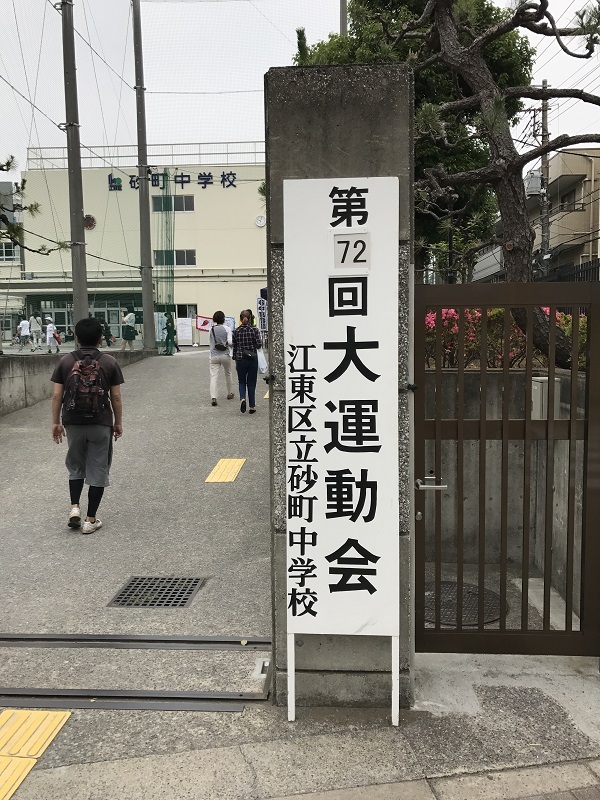 第72回大運動会
江東区立砂町中学校
砂町中学校